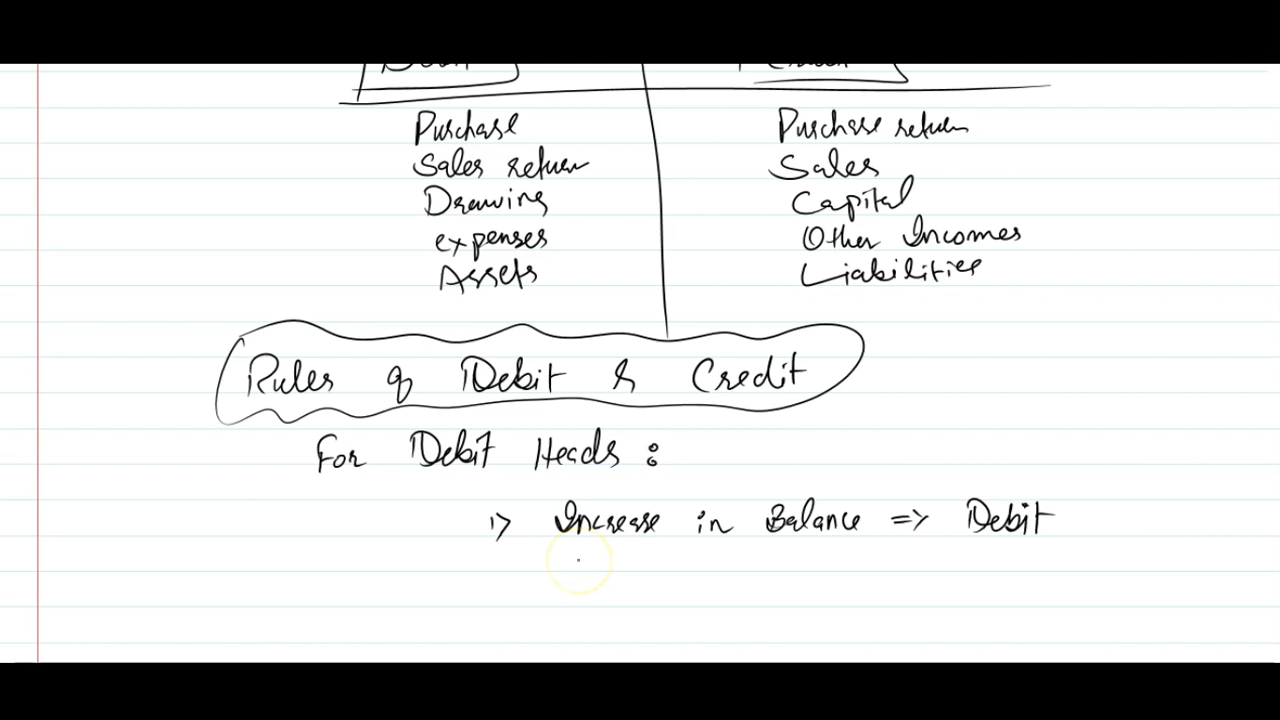 Purchase Purchase return
Sales return Sales
Drawing Capital
expenses Other Incomes
Assets Liabilities
Rules of Debit & Credit
For Debit Heads :
1> Increase in Balance => Debit